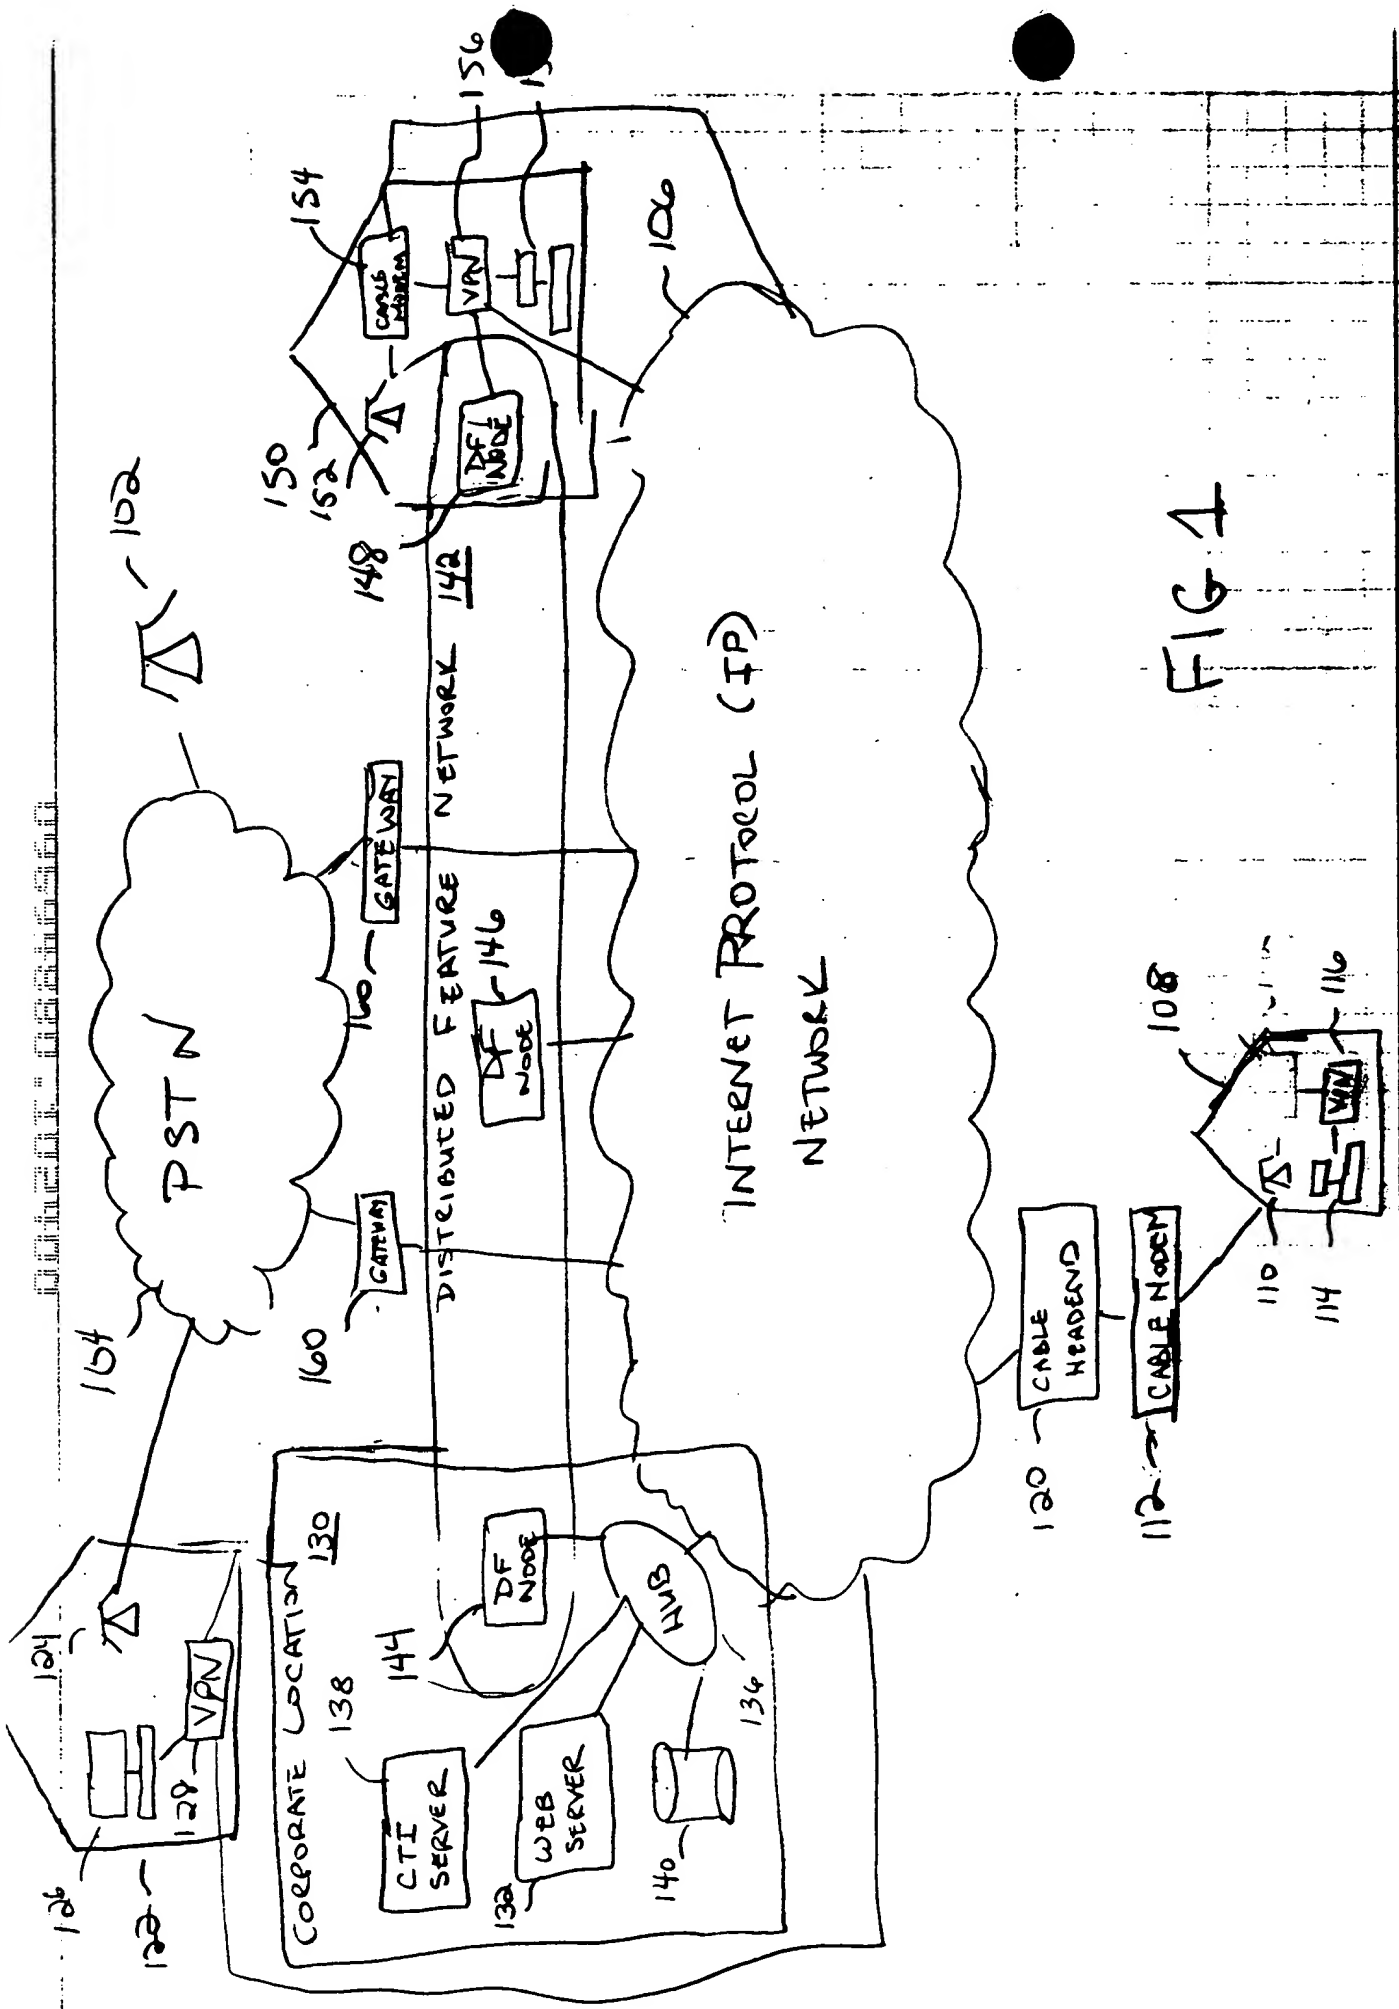 126
122
124
128
VPN
104
PSTN
102
CORPORATE LOCATION
130
CTI
SERVER
138
WEB
SERVER
132
140
136
HUB
144
DF
NODE
160
GATEWAY
160
GATEWAY
DISTRIBUTED FEATURE NETWORK
142
DF
NODE
146
148
DF
NODE
150
152
154
CABLE
MODEM
VPN
156
106
INTERNET PROTOCOL (IP)
NETWORK
120
CABLE
HEADEND
112
CABLE MODEM
108
110
114
VPN
116
FIG 1